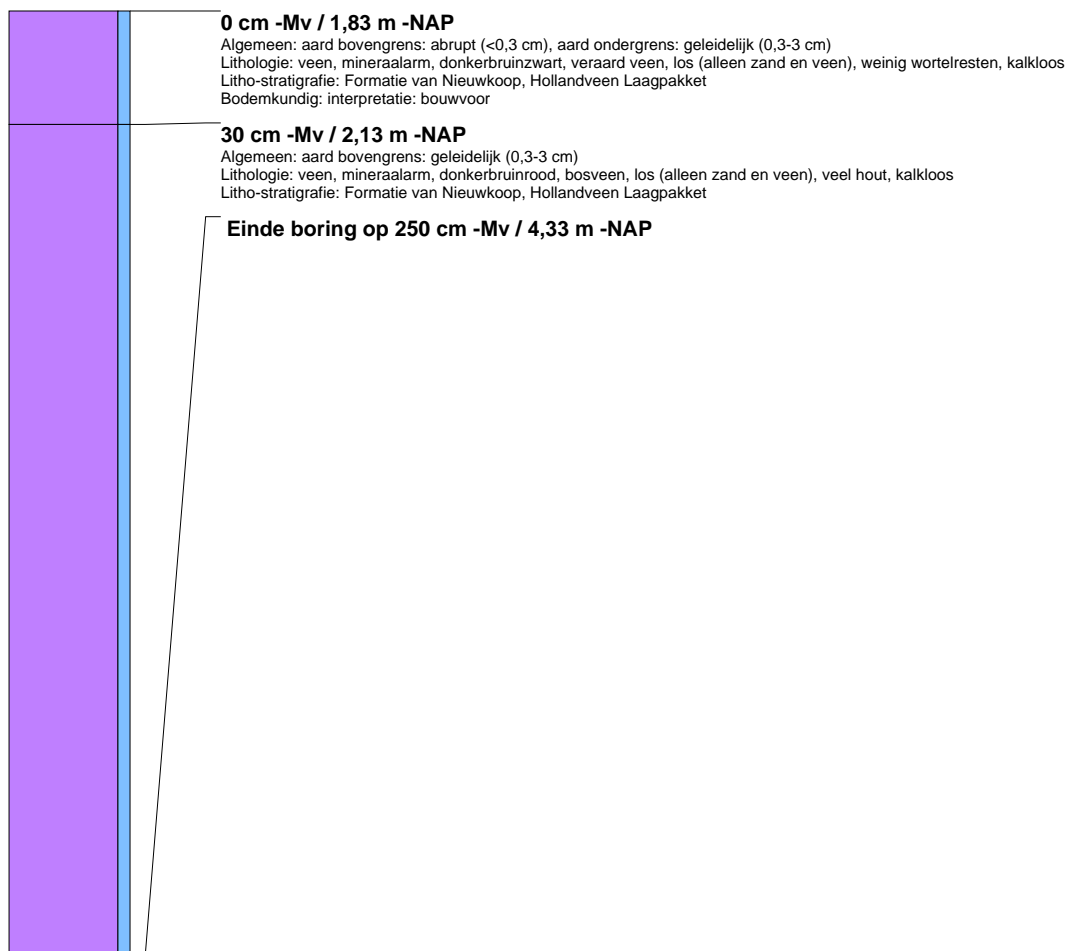 0 cm -Mv / 1,83 m -NAP
Algemeen: aard bovengrens: abrupt (<0,3 cm), aard ondergrens: geleidelijk (0,3-3 cm)
Lithologie: veen, mineraalarm, donkerbruinzwart, veraard veen, los (alleen zand en veen), weinig wortelresten, kalkloos
Litho-stratigrafie: Formatie van Nieuwkoop, Hollandveen Laagpakket
Bodemkundig: interpretatie: bouwvoor
30 cm -Mv / 2,13 m -NAP
Algemeen: aard bovengrens: geleidelijk (0,3-3 cm)
Lithologie: veen, mineraalarm, donkerbruinrood, bosveen, los (alleen zand en veen), veel hout, kalkloos
Litho-stratigrafie: Formatie van Nieuwkoop, Hollandveen Laagpakket
Einde boring op 250 cm -Mv / 4,33 m -NAP